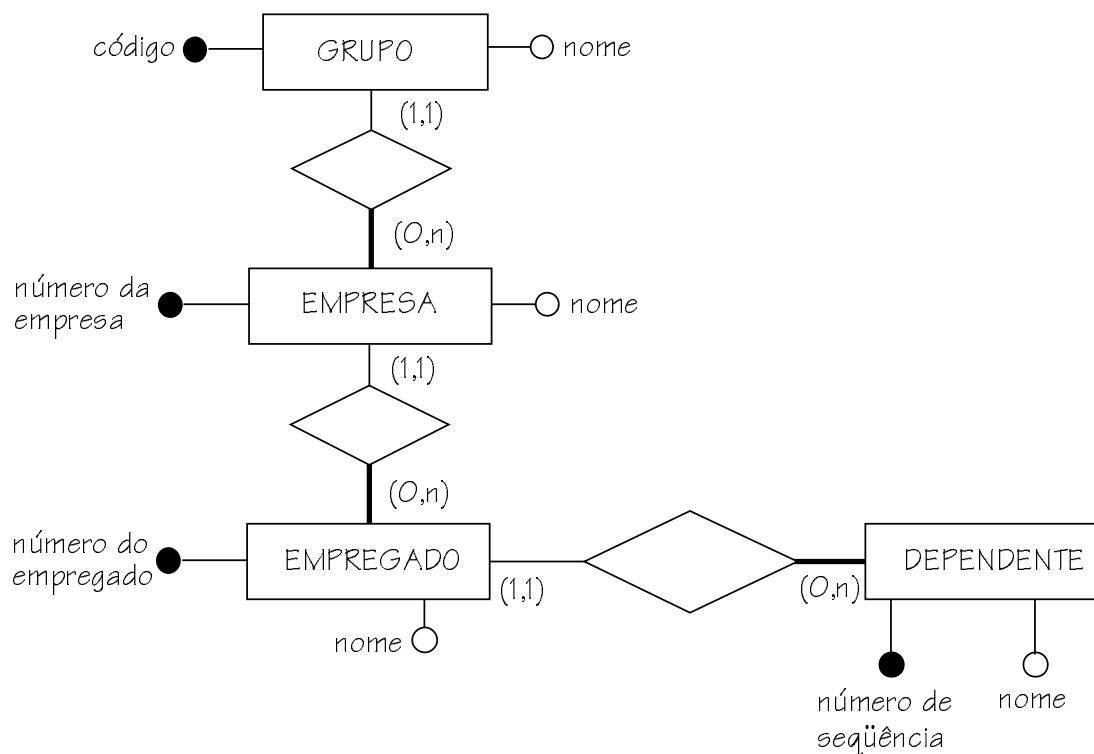 código
GRUPO
nome
(1,1)
(0,n)
número da
empresa
EMPRESA
nome
(1,1)
(0,n)
número do
empregado
EMPREGADO
(1,1)
(0,n)
DEPENDENTE
nome
número de
seqüência
nome